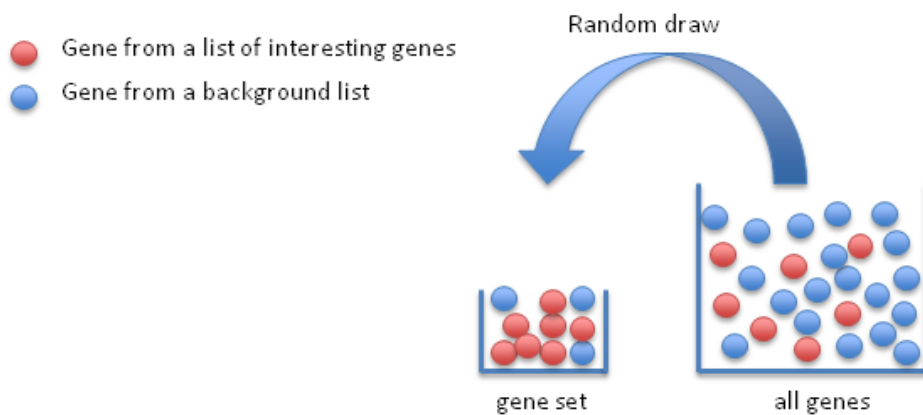 Random draw
Gene from a list of interesting genes
Gene from a background list
gene set
all genes